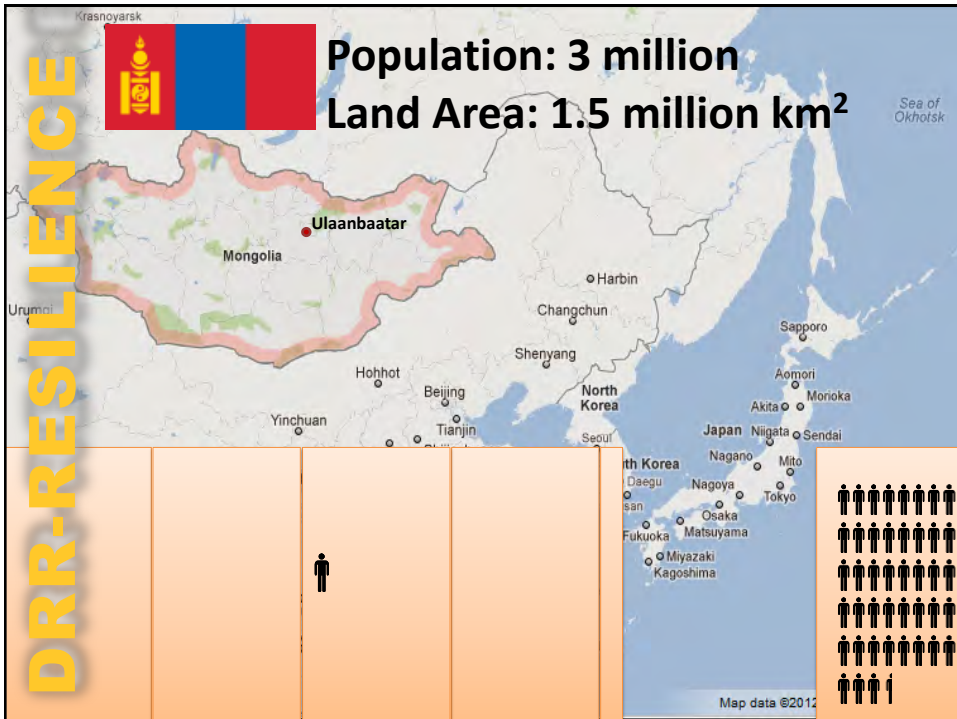 Krasnoyarsk
DRR-RESILIENCE
Population: 3 million
Land Area: 1.5 million km²
Sea of
Okhotsk
Ulaanbaatar
Mongolia
Harbin
Urumqi
Changchun
Sapporo
Shenyang
Hohhot
Aomori
Beijing
North
Korea
Morioka
Akita
Yinchuan
Tianjin
Japan
Niigata
Sendai
Seoul
Nagano
Mito
th Korea
Daegu
Nagoya
Tokyo
san
Osaka
Fukuoka
Matsuyama
Miyazaki
Kagoshima
Map data ©2012